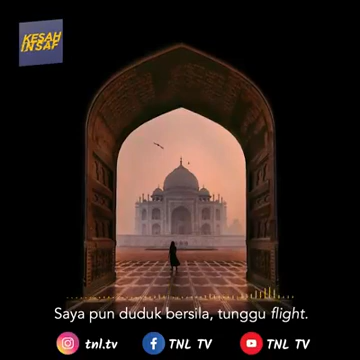 KESAH
INSAF
Saya pun duduk bersila, tunggu flight.
tnl.tv
TNL TV
TNL TV